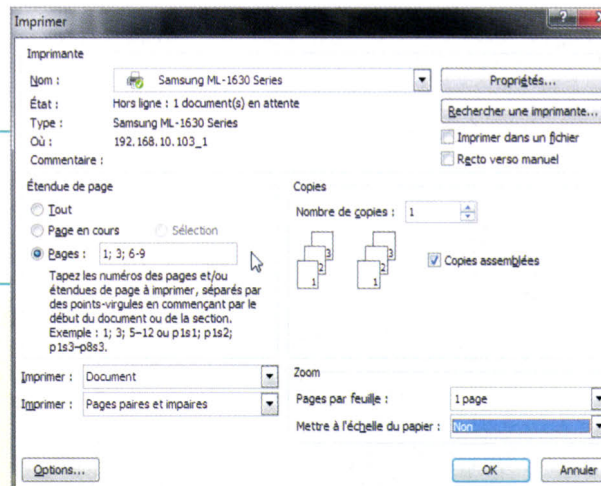 Imprimer
Imprimante
Nom : Samsung ML-1630 Series
Propriétés...
État : Hors ligne : 1 document(s) en attente
Rechercher une imprimante...
Type : Samsung ML-1630 Series
Où : 192.168.10.103_1
Imprimer dans un fichier
Commentaire :
Recto verso manuel
Étendue de page
Tout
Page en cours Sélection
Pages : 1; 3; 6-9
Tapez les numéros des pages et/ou
étendues de page à imprimer, séparés par
des points-virgules en commençant par le
début du document ou de la section.
Exemple : 1; 3; 5–12 ou p1s1; p1s2;
p1s3–p8s3.
Copies
Nombre de copies : 1
3 3
2 2
1 1
Copies assemblées
Imprimer : Document
Imprimer : Pages paires et impaires
Zoom
Pages par feuille : 1 page
Mettre à l'échelle du papier : Non
Options...
OK Annuler